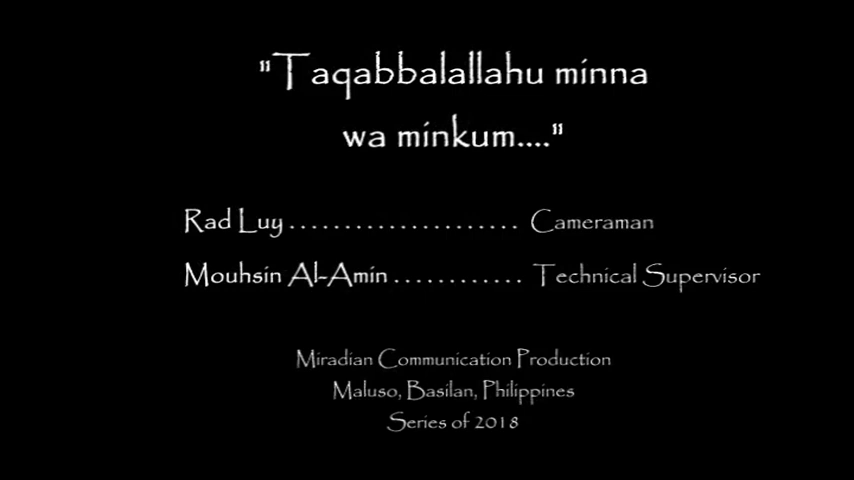 "Taqabbalallahu minna
wa minkum...."
Rad Luy . . . . . . . . . . . . . . . . . . . . . Cameraman
Mouhsin Al-Amin . . . . . . . . . . . . Technical Supervisor
Miradian Communication Production
Maluso, Basilan, Philippines
Series of 2018